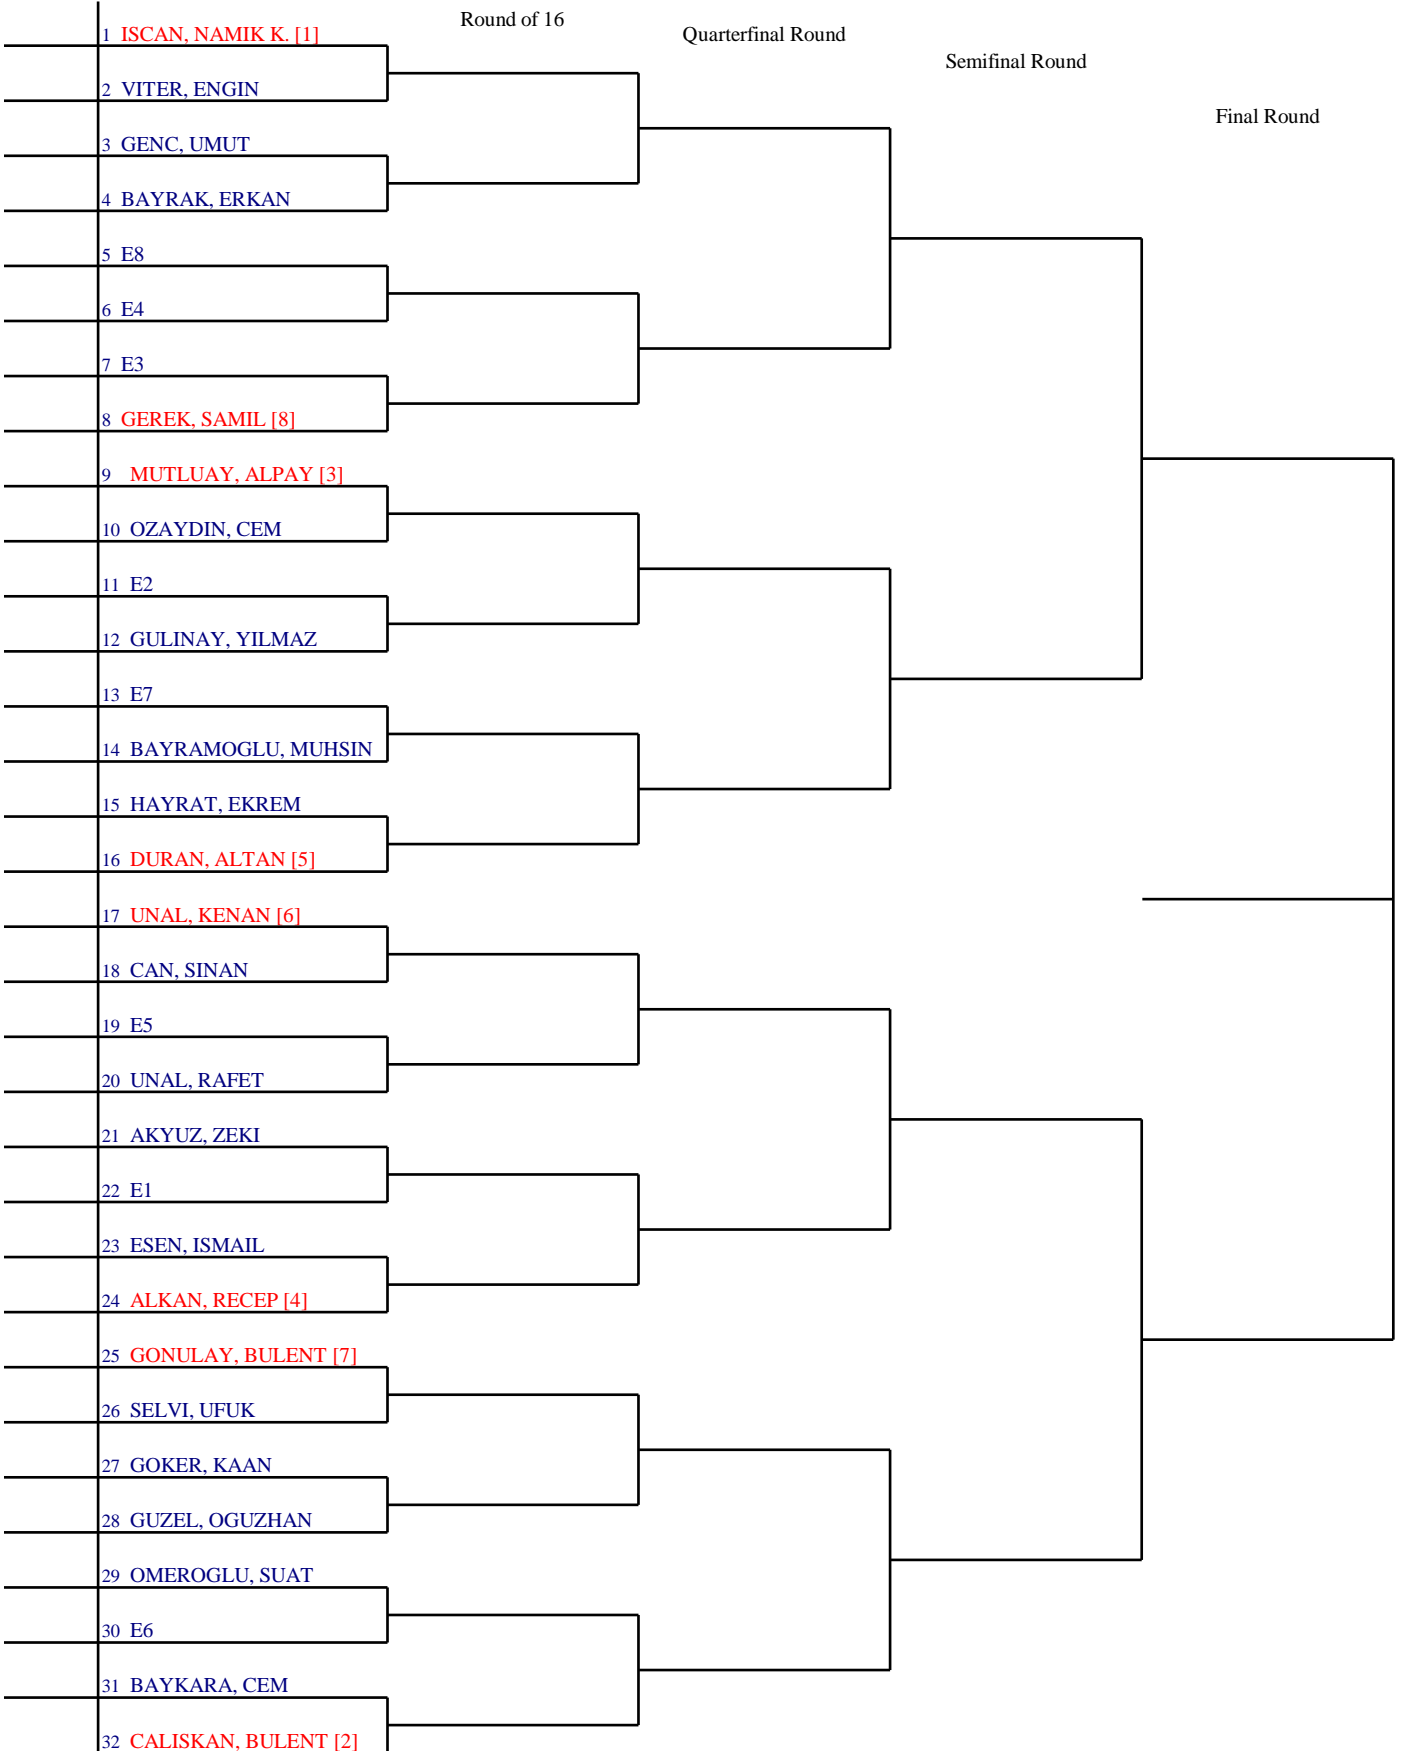 Round of 16
Quarterfinal Round
Semifinal Round
Final Round
1 ISCAN, NAMIK K. [1]
2 VITER, ENGIN
3 GENC, UMUT
4 BAYRAK, ERKAN
5 E8
6 E4
7 E3
8 GEREK, SAMIL [8]
9 MUTLUAY, ALPAY [3]
10 OZAYDIN, CEM
11 E2
12 GULINAY, YILMAZ
13 E7
14 BAYRAMOGLU, MUHSIN
15 HAYRAT, EKREM
16 DURAN, ALTAN [5]
17 UNAL, KENAN [6]
18 CAN, SINAN
19 E5
20 UNAL, RAFET
21 AKYUZ, ZEKI
22 E1
23 ESEN, ISMAIL
24 ALKAN, RECEP [4]
25 GONULAY, BULENT [7]
26 SELVI, UFUK
27 GOKER, KAAN
28 GUZEL, OGUZHAN
29 OMEROGLU, SUAT
30 E6
31 BAYKARA, CEM
32 CALISKAN, BULENT [2]